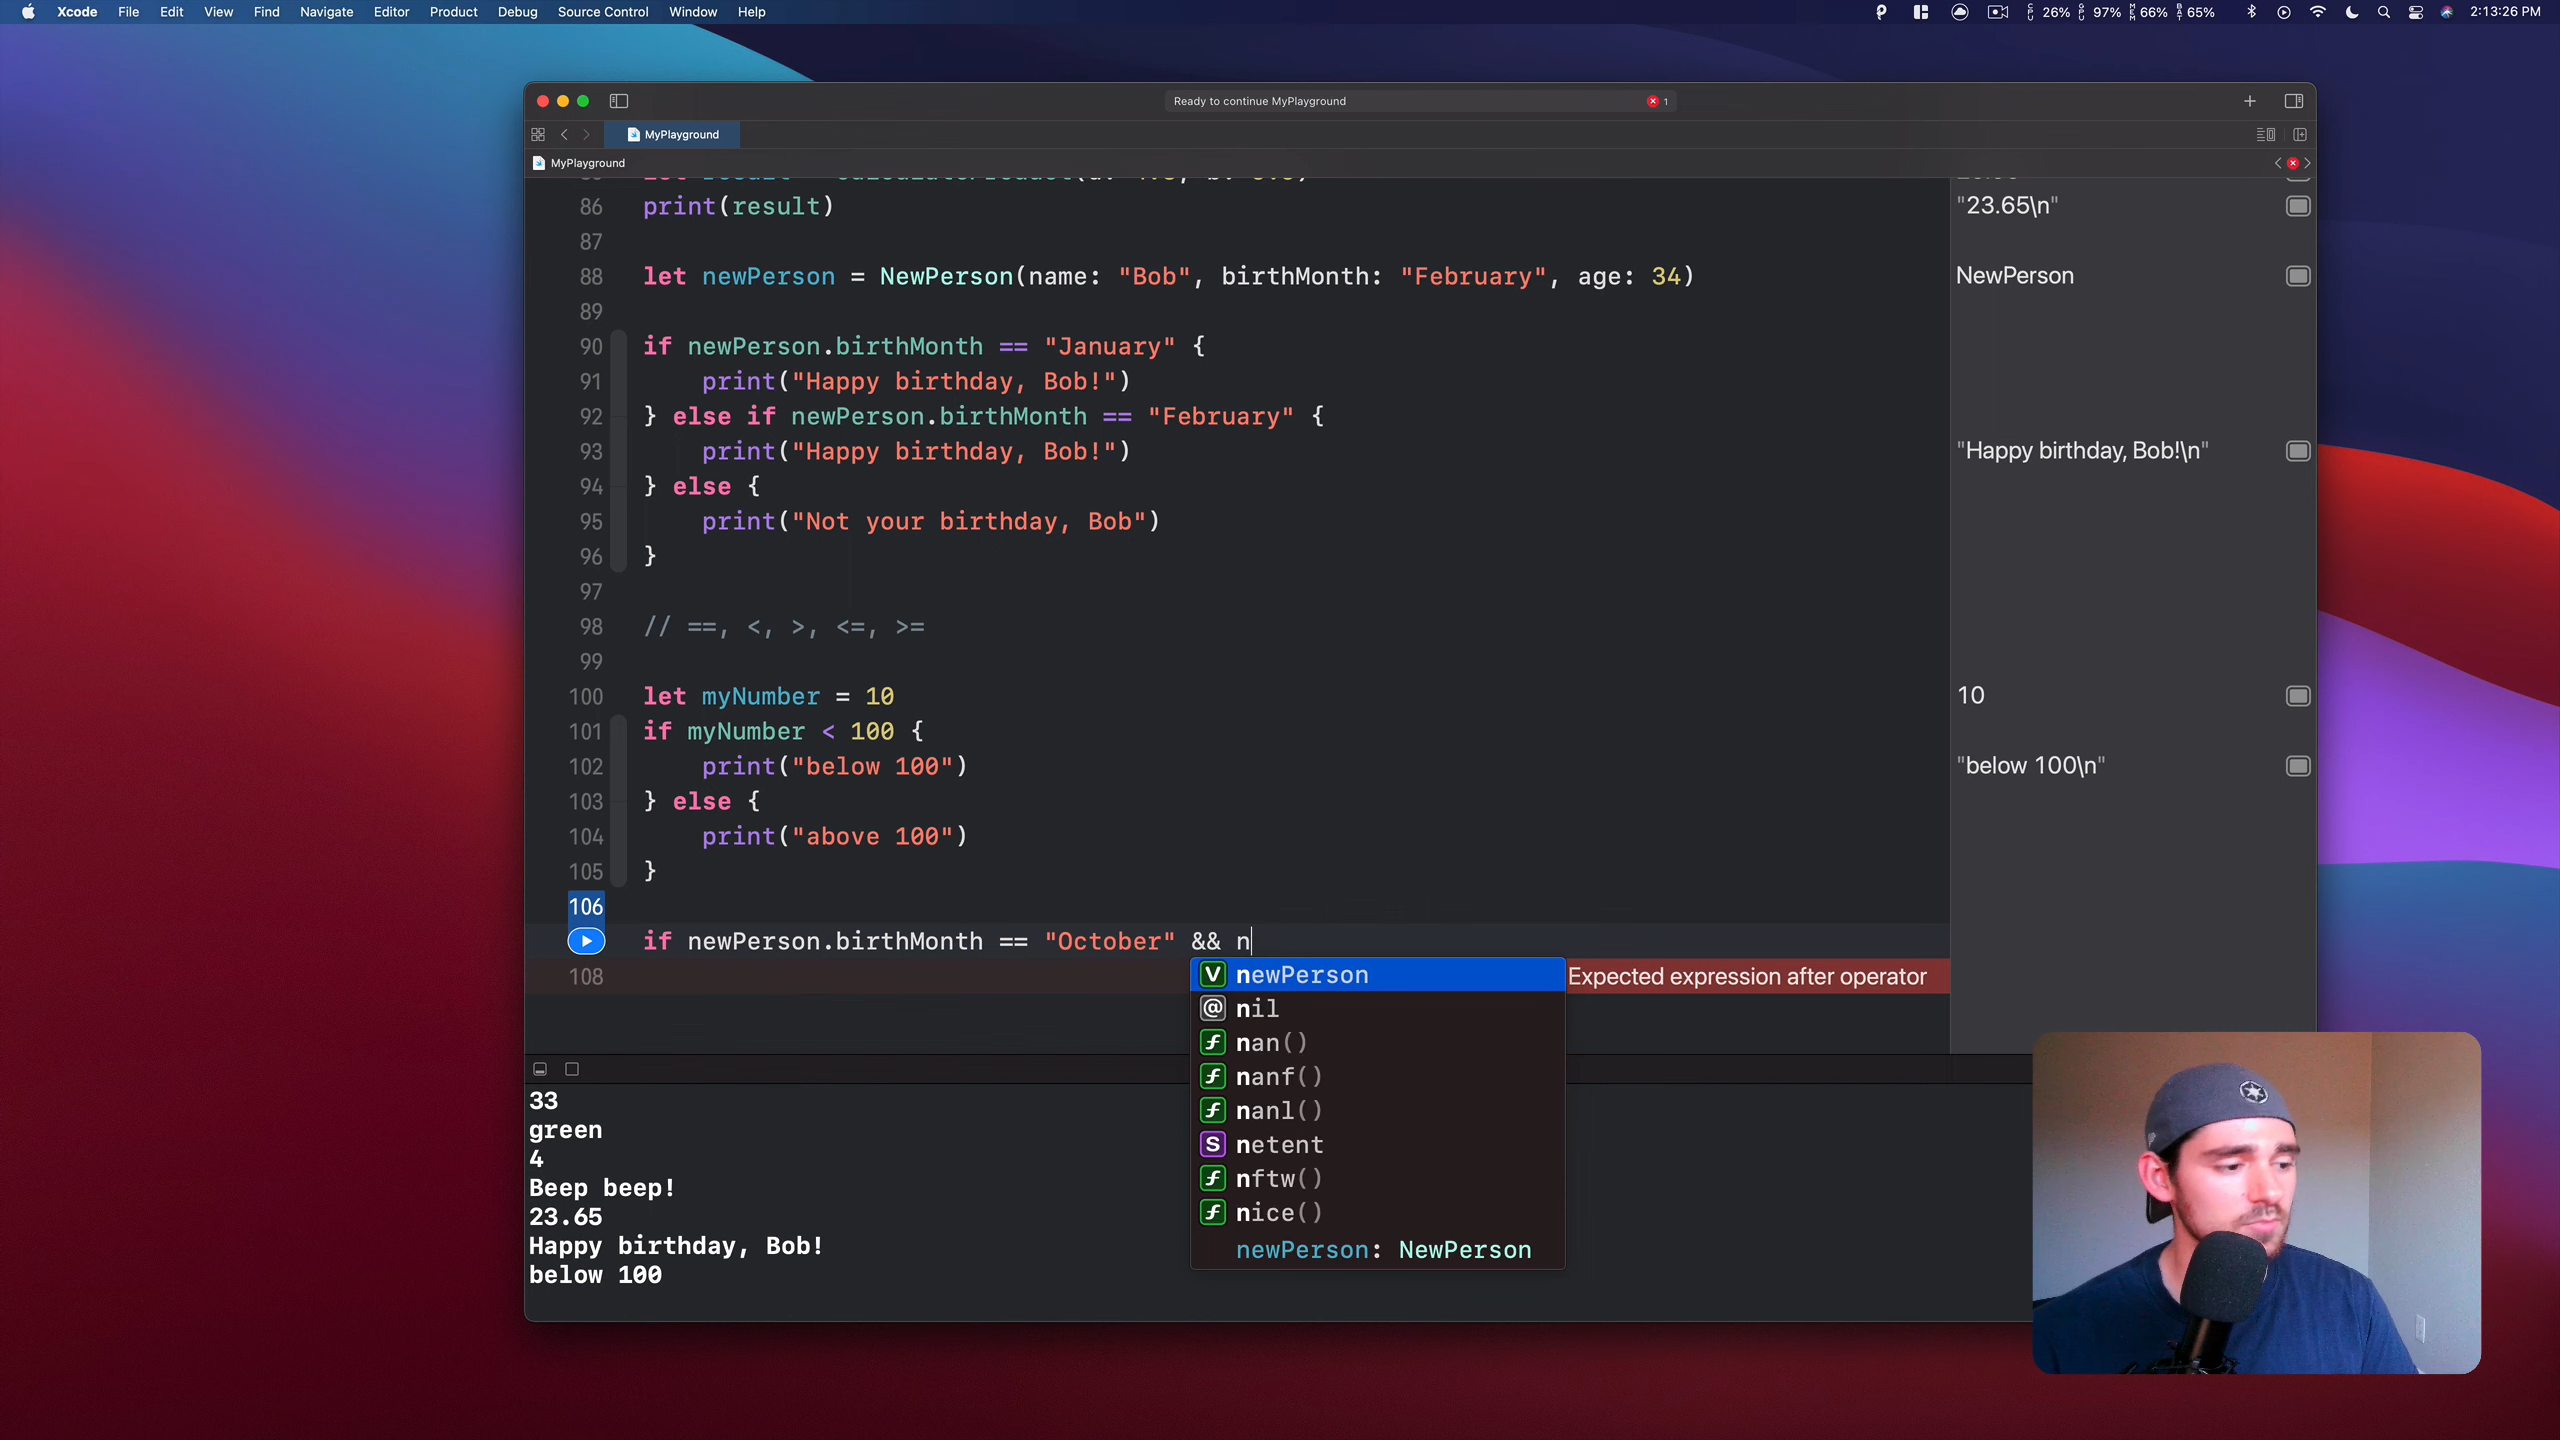 Xcode File Edit View Find Navigate Editor Product Debug Source Control Window Help
CPU 26% GPU 97% MEM 66% BAT 65% 2:13:26 PM
Ready to continue MyPlayground 1
MyPlayground
MyPlayground
86 print(result) "23.65\n"
87
88 let newPerson = NewPerson(name: "Bob", birthMonth: "February", age: 34) NewPerson
89
90 if newPerson.birthMonth == "January" {
91 print("Happy birthday, Bob!")
92 } else if newPerson.birthMonth == "February" {
93 print("Happy birthday, Bob!") "Happy birthday, Bob!\n"
94 } else {
95 print("Not your birthday, Bob")
96 }
97
98 // ==, <, >, <=, >=
99
100 let myNumber = 10 10
101 if myNumber < 100 {
102 print("below 100") "below 100\n"
103 } else {
104 print("above 100")
105 }
106
if newPerson.birthMonth == "October" && n
108 Expected expression after operator
V newPerson
@ nil
f nan()
f nanf()
f nanl()
S netent
f nftw()
f nice()
newPerson: NewPerson
33
green
4
Beep beep!
23.65
Happy birthday, Bob!
below 100